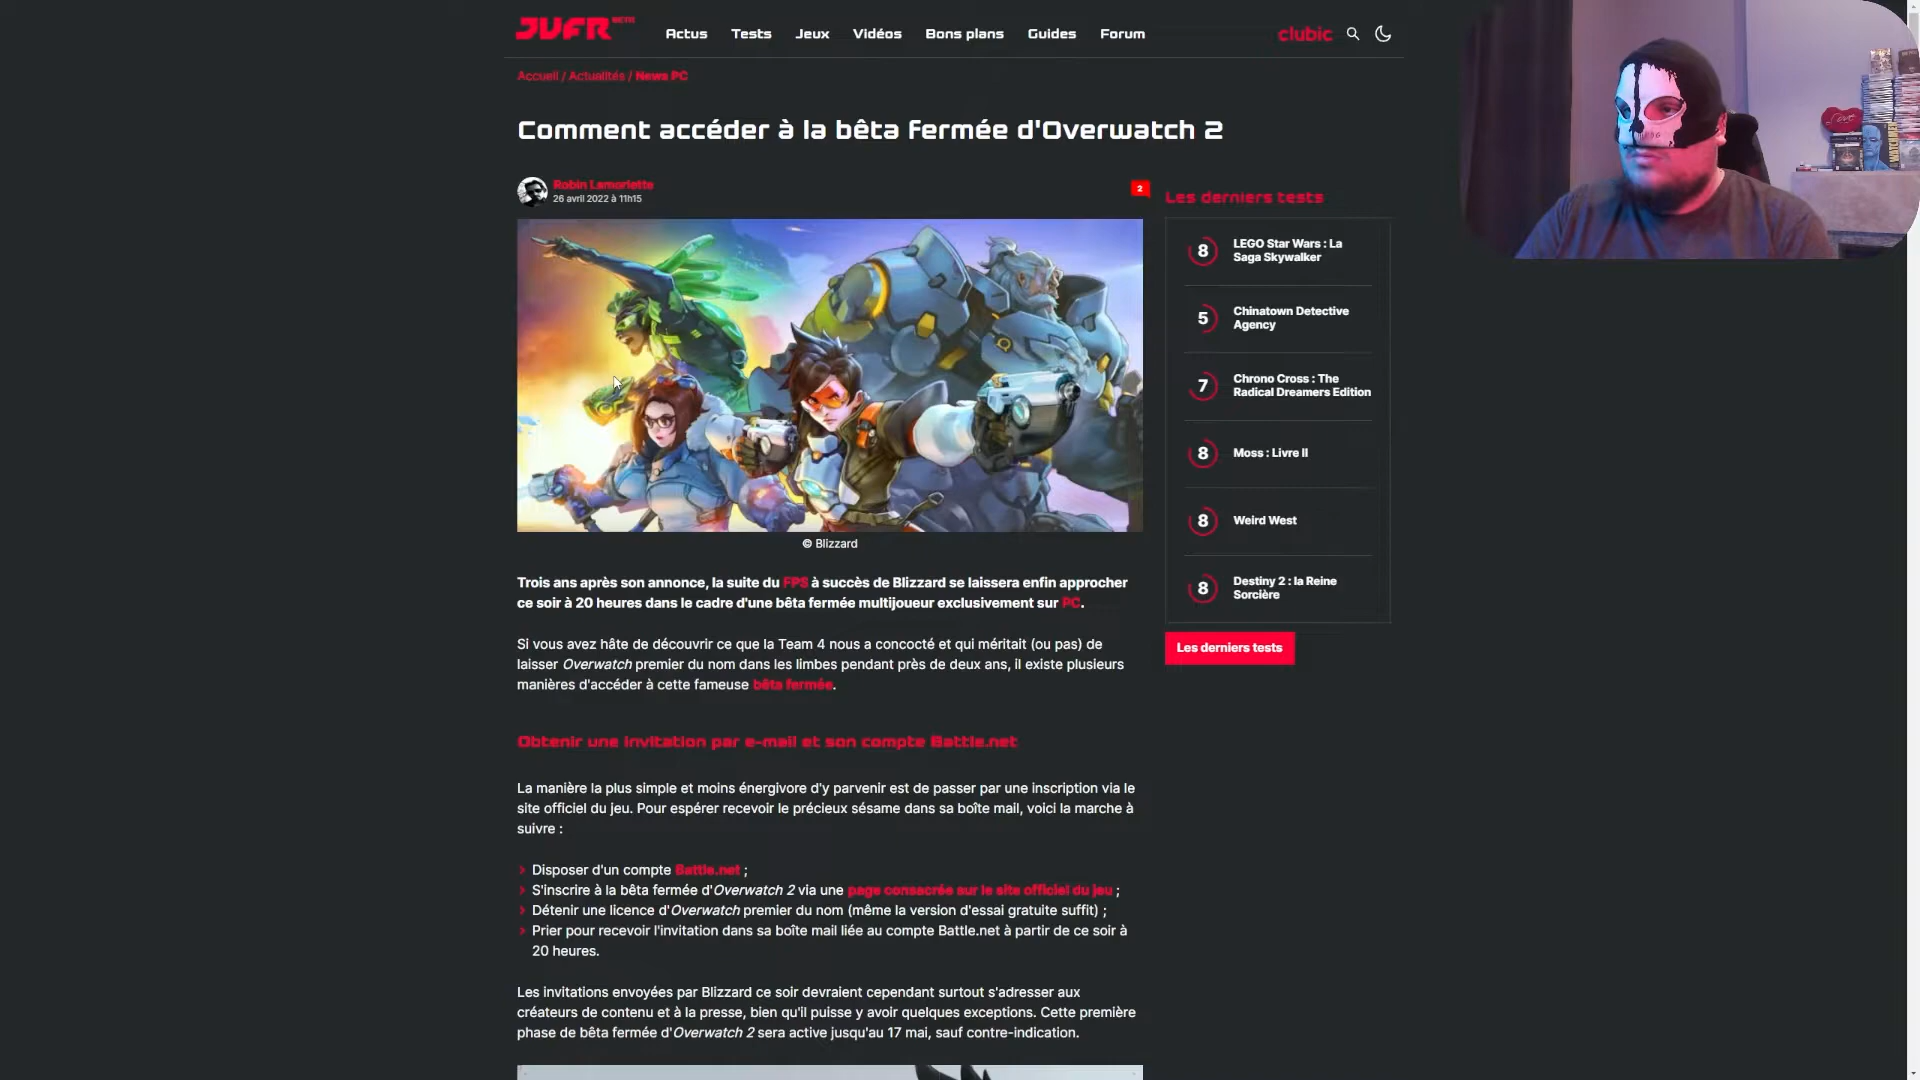 JVFR BETA
Actus Tests Jeux Vidéos Bons plans Guides Forum
clubic
Accueil / Actualités / News PC
Comment accéder à la bêta fermée d'Overwatch 2
Robin Lamorlette
26 avril 2022 à 11h15
2
© Blizzard
Trois ans après son annonce, la suite du FPS à succès de Blizzard se laissera enfin approcher
ce soir à 20 heures dans le cadre d'une bêta fermée multijoueur exclusivement sur PC.
Si vous avez hâte de découvrir ce que la Team 4 nous a concocté et qui méritait (ou pas) de
laisser Overwatch premier du nom dans les limbes pendant près de deux ans, il existe plusieurs
manières d'accéder à cette fameuse bêta fermée.
Obtenir une invitation par e-mail et son compte Battle.net
La manière la plus simple et moins énergivore d'y parvenir est de passer par une inscription via le
site officiel du jeu. Pour espérer recevoir le précieux sésame dans sa boîte mail, voici la marche à
suivre :
Disposer d'un compte Battle.net ;
S'inscrire à la bêta fermée d'Overwatch 2 via une page consacrée sur le site officiel du jeu ;
Détenir une licence d'Overwatch premier du nom (même la version d'essai gratuite suffit) ;
Prier pour recevoir l'invitation dans sa boîte mail liée au compte Battle.net à partir de ce soir à
20 heures.
Les invitations envoyées par Blizzard ce soir devraient cependant surtout s'adresser aux
créateurs de contenu et à la presse, bien qu'il puisse y avoir quelques exceptions. Cette première
phase de bêta fermée d'Overwatch 2 sera active jusqu'au 17 mai, sauf contre-indication.
Les derniers tests
8 LEGO Star Wars : La
Saga Skywalker
5 Chinatown Detective
Agency
7 Chrono Cross : The
Radical Dreamers Edition
8 Moss : Livre II
8 Weird West
8 Destiny 2 : la Reine
Sorcière
Les derniers tests
WATCHMEN